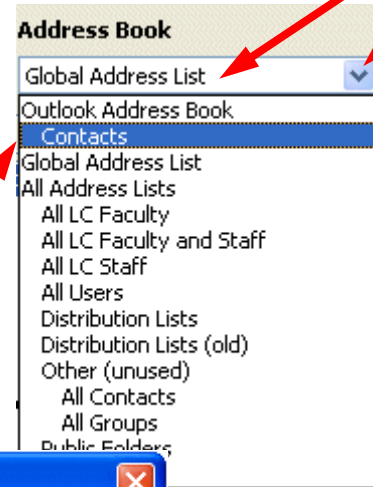 Address Book
Global Address List
Outlook Address Book
Contacts
Global Address List
All Address Lists
All LC Faculty
All LC Faculty and Staff
All LC Staff
All Users
Distribution Lists
Distribution Lists (old)
Other (unused)
All Contacts
All Groups
Public Folders